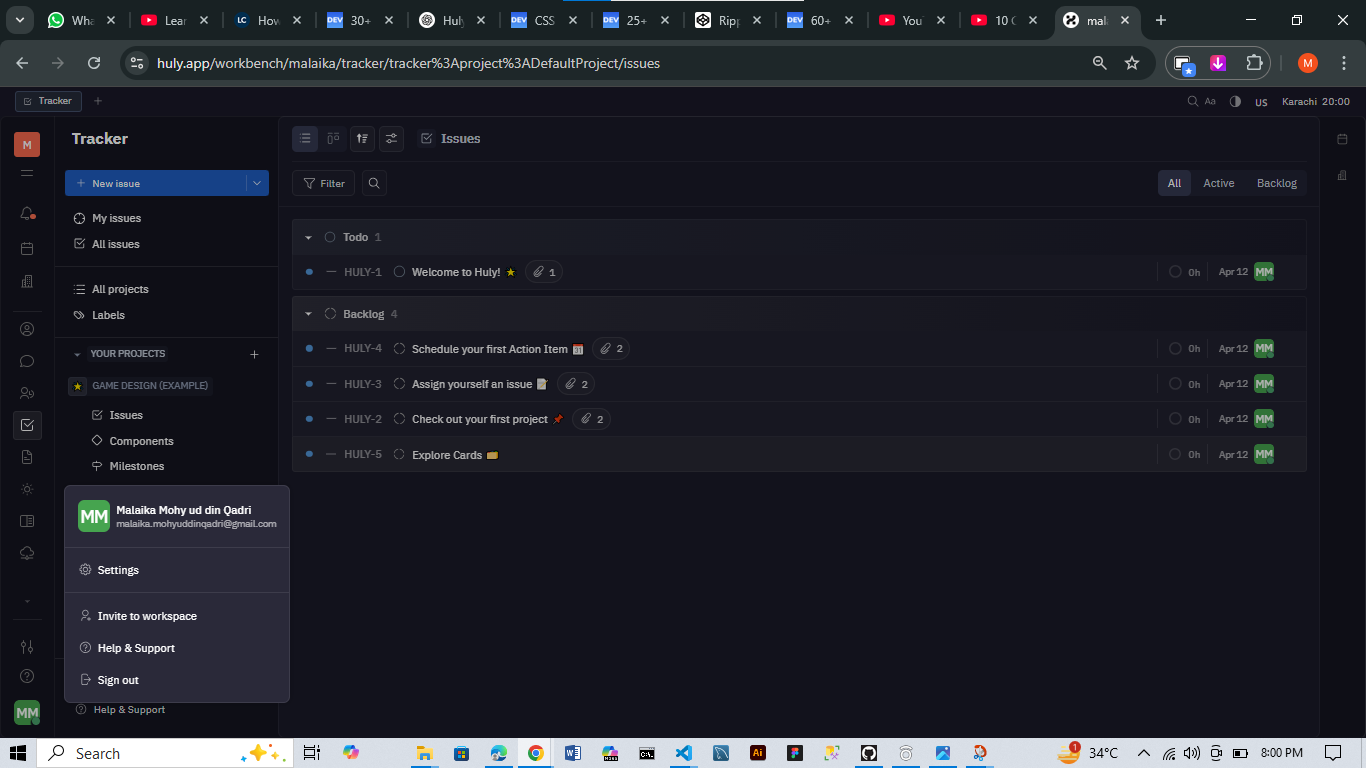 Wha
Lear
LC How
DEV 30+
Huly
DEV CSS
DEV 25+
Ripp
DEV 60+
You
10 C
mala
huly.app/workbench/malaika/tracker/tracker%3Aproject%3ADefaultProject/issues
M
Tracker
Aa US Karachi 20:00
M
Tracker
New issue
My issues
All issues
All projects
Labels
YOUR PROJECTS
GAME DESIGN (EXAMPLE)
Issues
Components
Milestones
MM Malaika Mohy ud din Qadri
malaika.mohyuddinqadri@gmail.com
Settings
Invite to workspace
Help & Support
Sign out
Help & Support
MM
Issues
Filter
All Active Backlog
Todo 1
HULY-1 Welcome to Huly! 1 0h Apr 12 MM
Backlog 4
HULY-4 Schedule your first Action Item 2 0h Apr 12 MM
HULY-3 Assign yourself an issue 2 0h Apr 12 MM
HULY-2 Check out your first project 2 0h Apr 12 MM
HULY-5 Explore Cards 0h Apr 12 MM
Search
Ai
1
34°C
8:00 PM